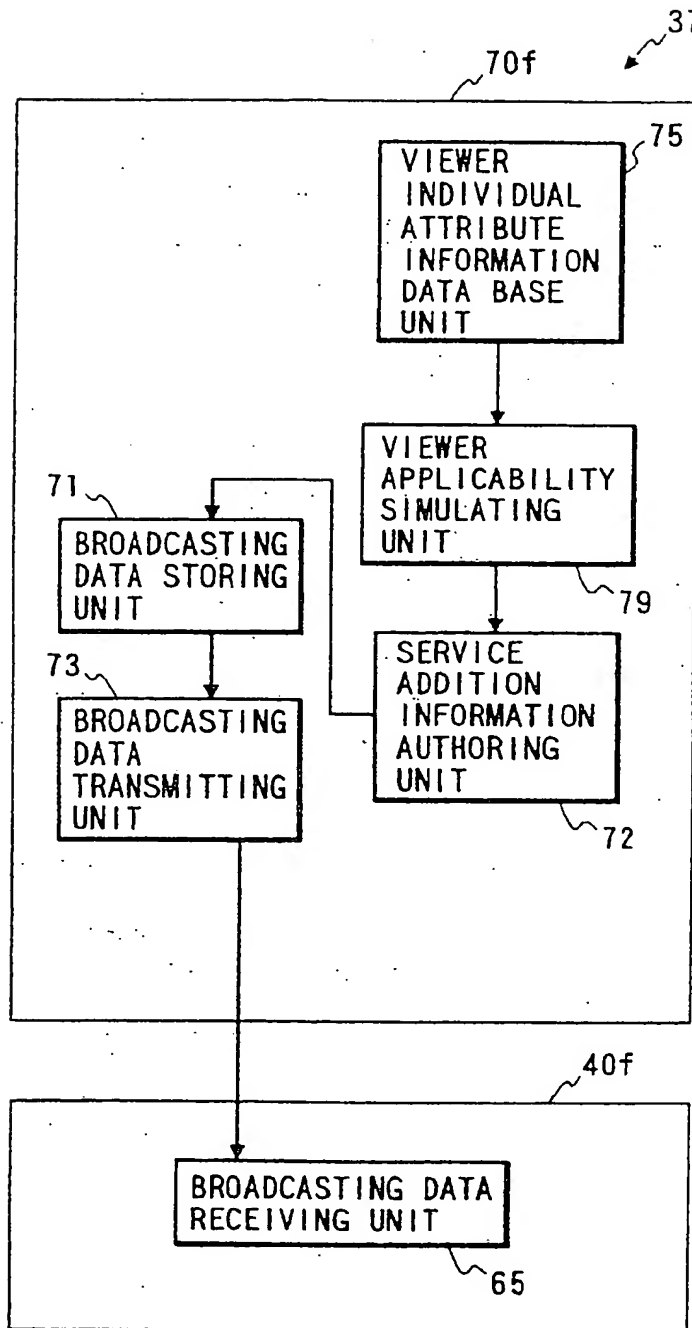 37
70f
75
VIEWER
INDIVIDUAL
ATTRIBUTE
INFORMATION
DATA BASE
UNIT
VIEWER
APPLICABILITY
SIMULATING
UNIT
79
71
BROADCASTING
DATA STORING
UNIT
73
BROADCASTING
DATA
TRANSMITTING
UNIT
SERVICE
ADDITION
INFORMATION
AUTHORING
UNIT
72
40f
BROADCASTING DATA
RECEIVING UNIT
65